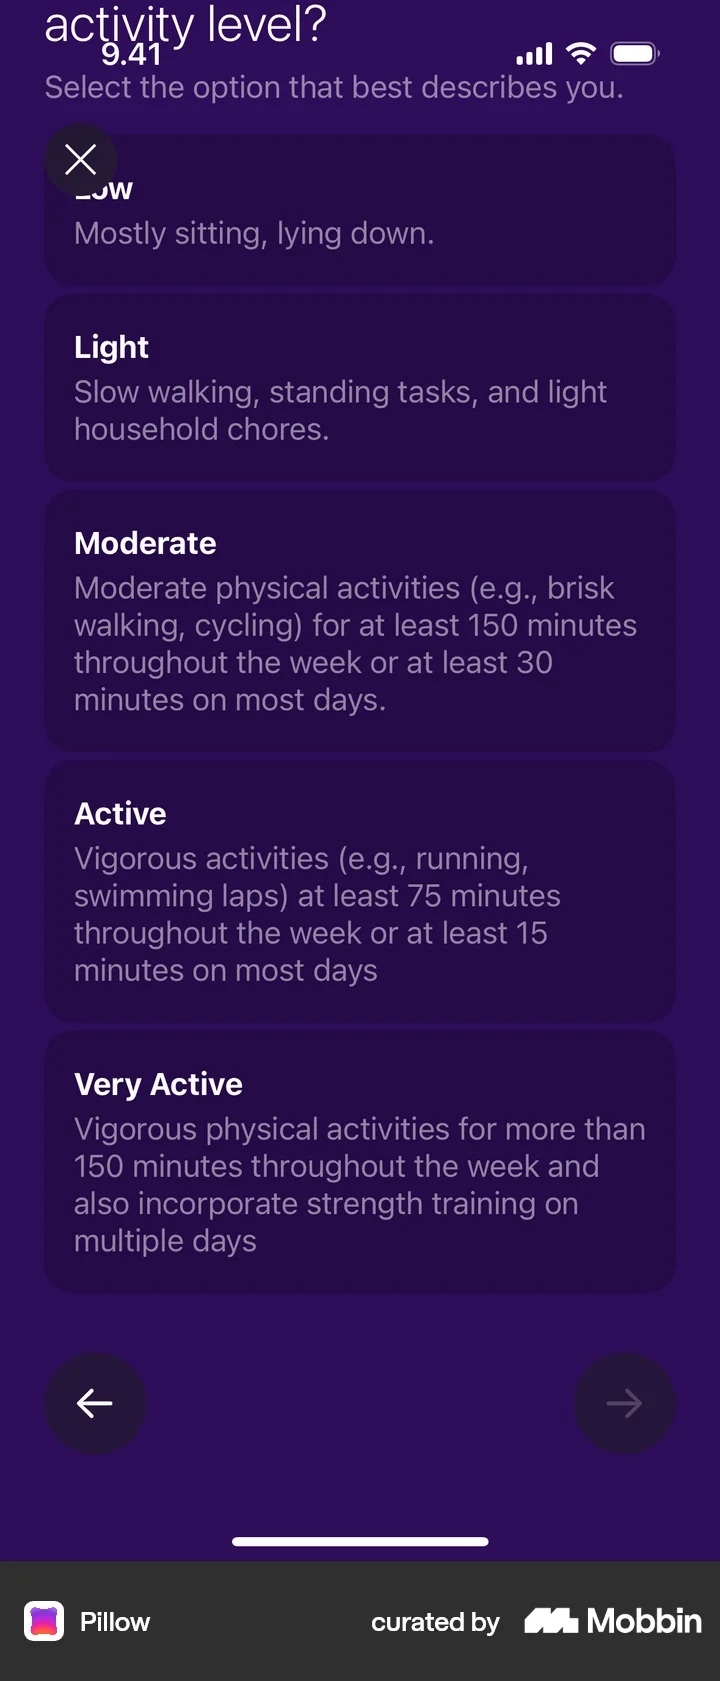 activity level?
9.41
Select the option that best describes you.
Low
Mostly sitting, lying down.
Light
Slow walking, standing tasks, and light
household chores.
Moderate
Moderate physical activities (e.g., brisk
walking, cycling) for at least 150 minutes
throughout the week or at least 30
minutes on most days.
Active
Vigorous activities (e.g., running,
swimming laps) at least 75 minutes
throughout the week or at least 15
minutes on most days
Very Active
Vigorous physical activities for more than
150 minutes throughout the week and
also incorporate strength training on
multiple days
Pillow
curated by Mobbin